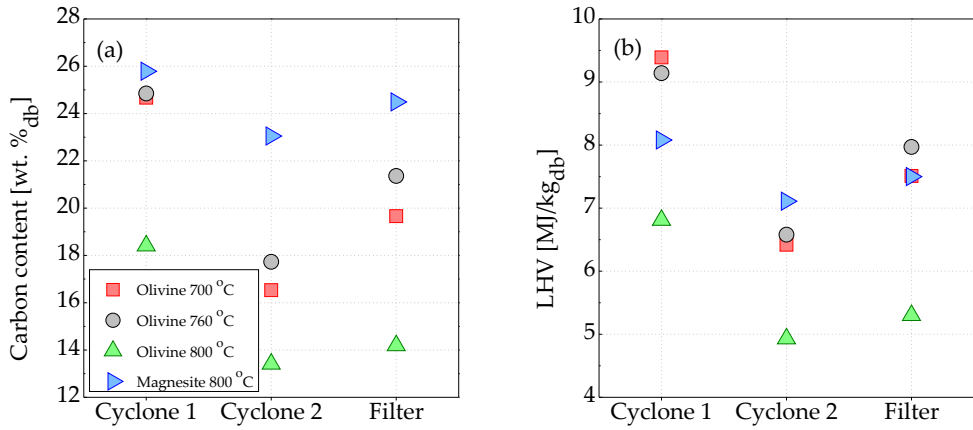 (a)
Carbon content [wt. %db]
28
26
24
22
20
18
16
14
12
Olivine 700 °C
Olivine 760 °C
Olivine 800 °C
Magnesite 800 °C
Cyclone 1 Cyclone 2 Filter
(b)
LHV [MJ/kgdb]
10
9
8
7
6
5
4
Cyclone 1 Cyclone 2 Filter